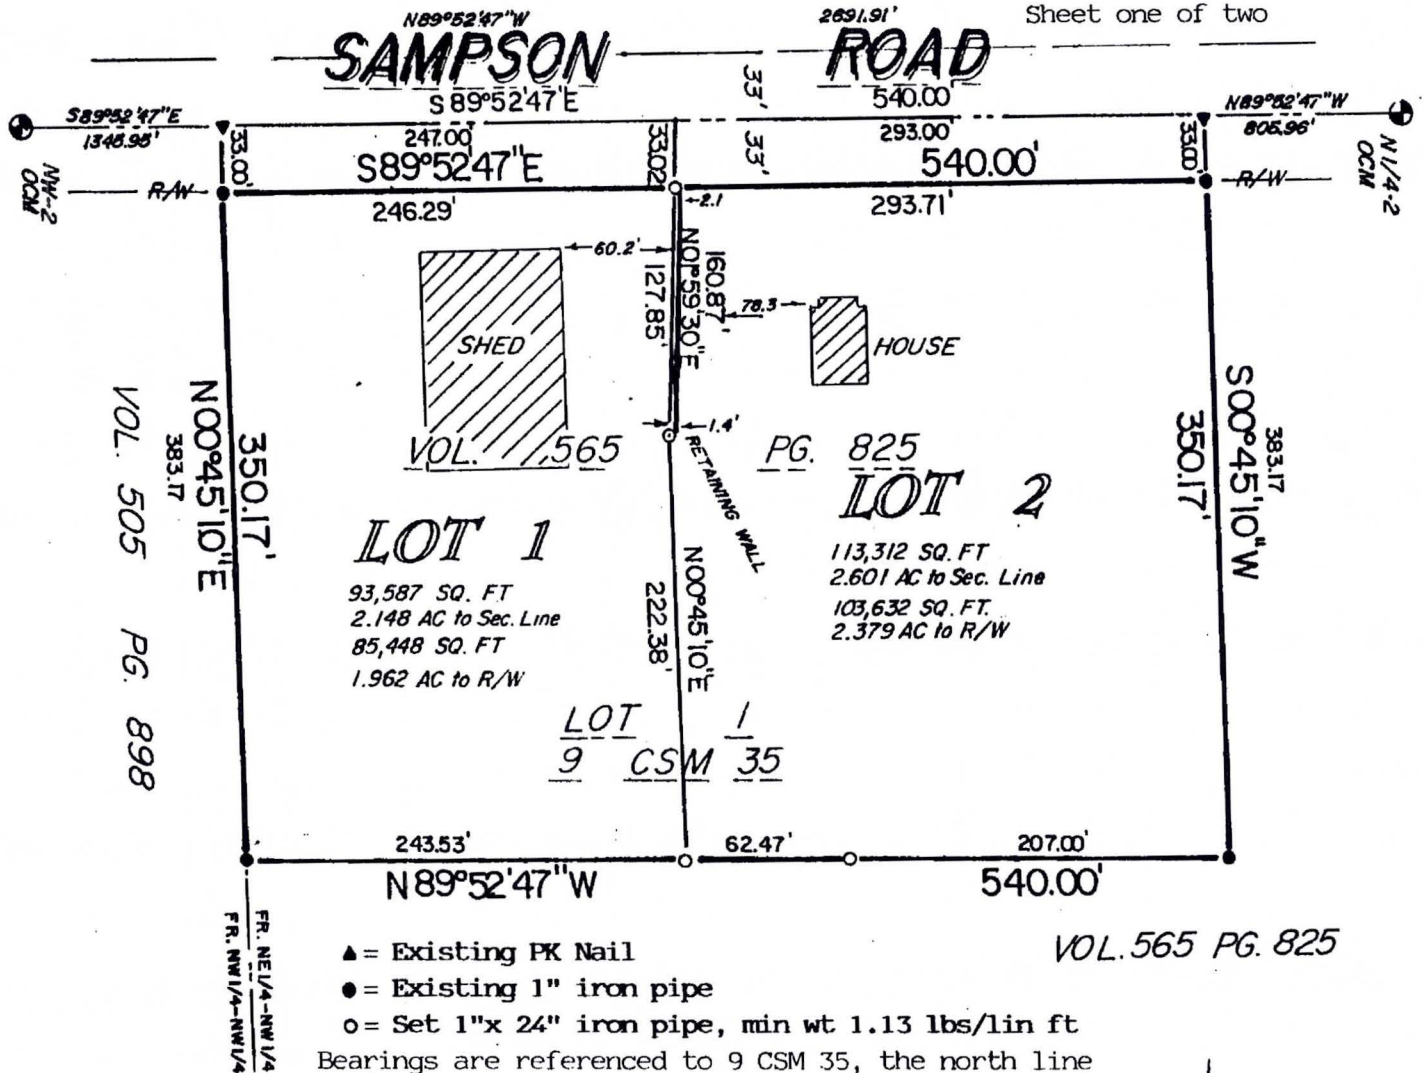 Sheet one of two
N89°52'47"W 2691.91'
SAMPSON ROAD
S89°52'47"E 33' 540.00'
S89°52'47"E N89°52'47"W
1345.95' 247.00' 33' 293.00' 805.96'
33.00' 33.02' 33.00'
NW-2 OCM
N 1/4-2 OCM
R/W S89°52'47"E 540.00' R/W
246.29' 2.1 293.71'
60.2'
N01°59'30"E
160.87'
127.85'
78.3
SHED
HOUSE
1.4'
RETAINING WALL
VOL. 565 PG. 825
VOL. 505 PG. 898
N00°45'10"E
383.17
350.17'
S00°45'10"W
383.17
350.17'
LOT 1
93,587 SQ. FT
2.148 AC to Sec. Line
85,448 SQ. FT
1.962 AC to R/W
LOT 2
113,312 SQ. FT
2.601 AC to Sec. Line
103,632 SQ. FT.
2.379 AC to R/W
N00°45'10"E
222.38'
LOT 1
9 CSM 35
243.53' 62.47' 207.00'
N89°52'47"W 540.00'
FR. NE1/4-NW1/4
FR. NW1/4-NW1/4
VOL. 565 PG. 825
▲= Existing PK Nail
●= Existing 1" iron pipe
o= Set 1"x 24" iron pipe, min wt 1.13 lbs/lin ft
Bearings are referenced to 9 CSM 35, the north line